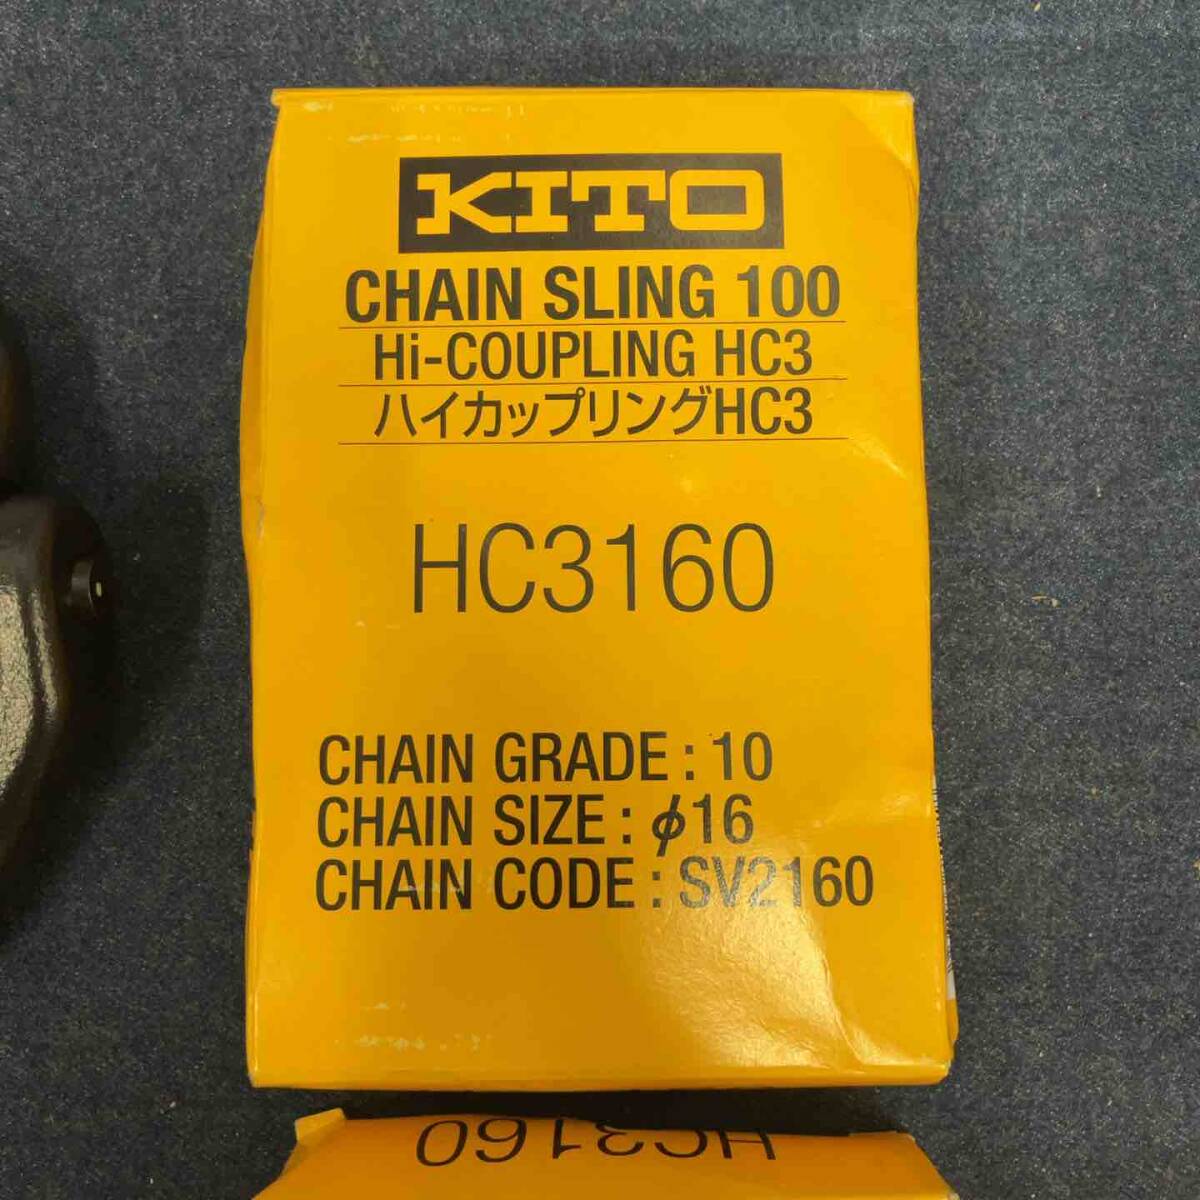 KITO
CHAIN SLING 100
Hi-COUPLING HC3
ハイカップリングHC3
HC3160
CHAIN GRADE : 10
CHAIN SIZE : ϕ16
CHAIN CODE : SV2160
HC3160